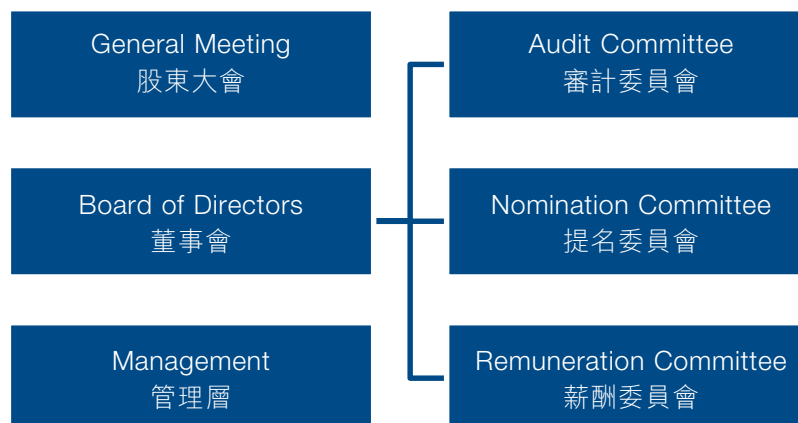 General Meeting
股東大會
Board of Directors
董事會
Management
管理層
Audit Committee
審計委員會
Nomination Committee
提名委員會
Remuneration Committee
薪酬委員會